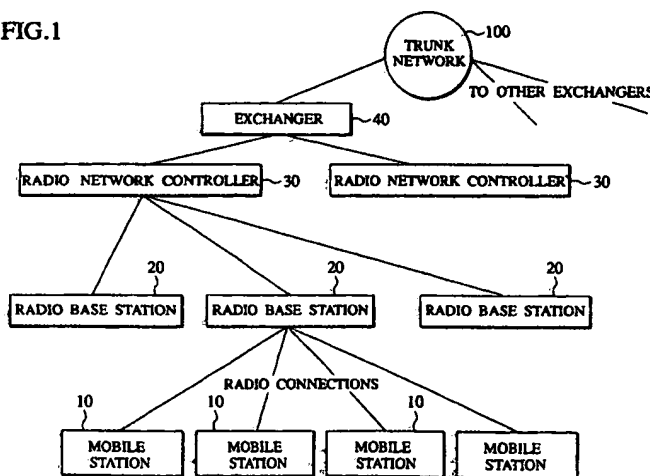 FIG.1
100
TRUNK
NETWORK
TO OTHER EXCHANGERS
EXCHANGER
40
RADIO NETWORK CONTROLLER
30
RADIO NETWORK CONTROLLER
30
20
20
20
RADIO BASE STATION
RADIO BASE STATION
RADIO BASE STATION
RADIO CONNECTIONS
10
10
10
MOBILE
STATION
MOBILE
STATION
MOBILE
STATION
MOBILE
STATION